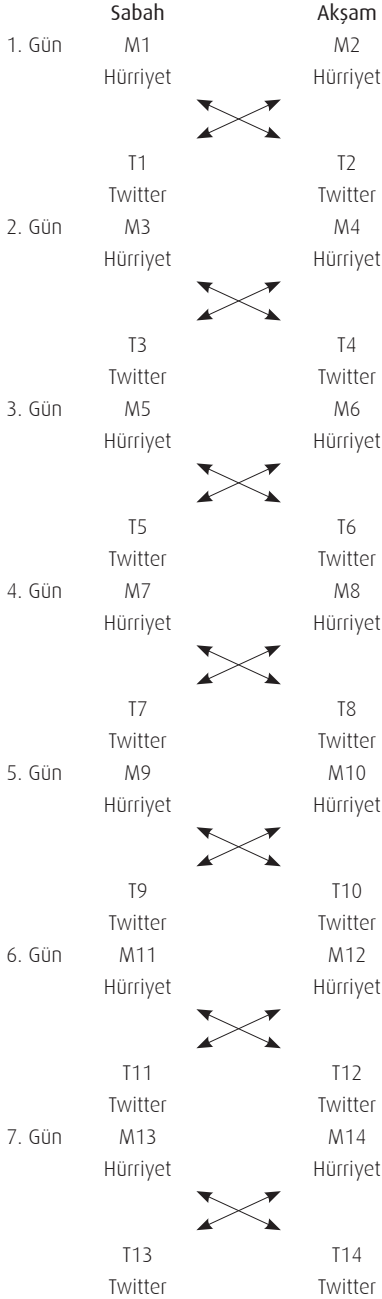 Sabah Akşam
1. Gün M1 M2
Hürriyet Hürriyet
T1 T2
Twitter Twitter
2. Gün M3 M4
Hürriyet Hürriyet
T3 T4
Twitter Twitter
3. Gün M5 M6
Hürriyet Hürriyet
T5 T6
Twitter Twitter
4. Gün M7 M8
Hürriyet Hürriyet
T7 T8
Twitter Twitter
5. Gün M9 M10
Hürriyet Hürriyet
T9 T10
Twitter Twitter
6. Gün M11 M12
Hürriyet Hürriyet
T11 T12
Twitter Twitter
7. Gün M13 M14
Hürriyet Hürriyet
T13 T14
Twitter Twitter